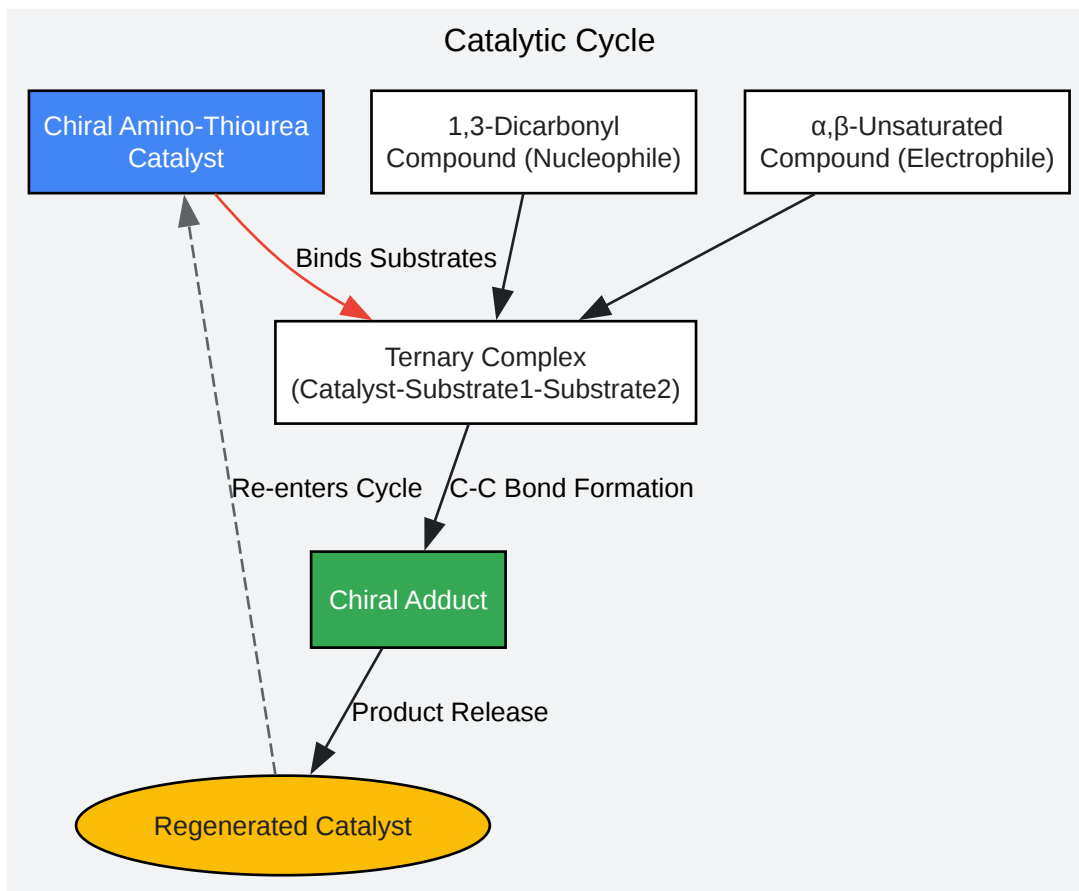 Catalytic Cycle
Chiral Amino-Thiourea
Catalyst
1,3-Dicarbonyl
Compound (Nucleophile)
α,β-Unsaturated
Compound (Electrophile)
Binds Substrates
Ternary Complex
(Catalyst-Substrate1-Substrate2)
Re-enters Cycle
C-C Bond Formation
Chiral Adduct
Product Release
Regenerated Catalyst